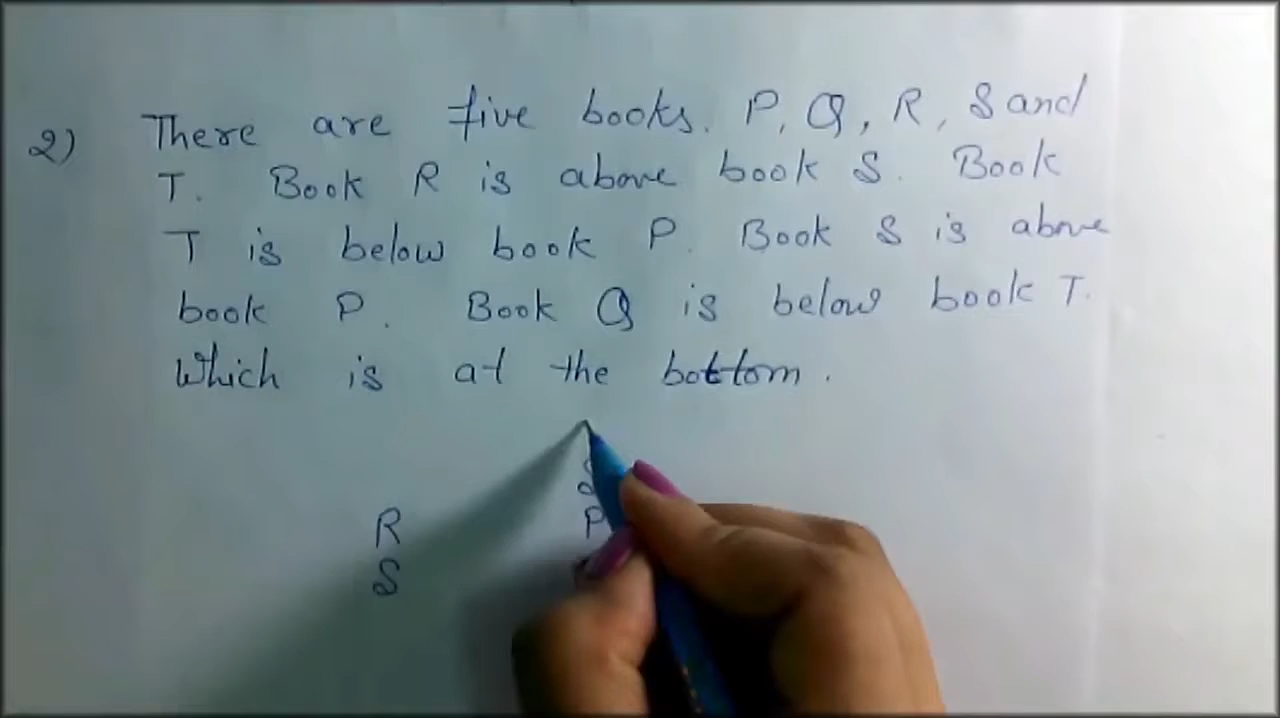 2) There are five books. P, Q, R, S and
T. Book R is above book S. Book
T is below book P. Book S is above
book P. Book Q is below book T.
Which is at the bottom.
R
S
S
P